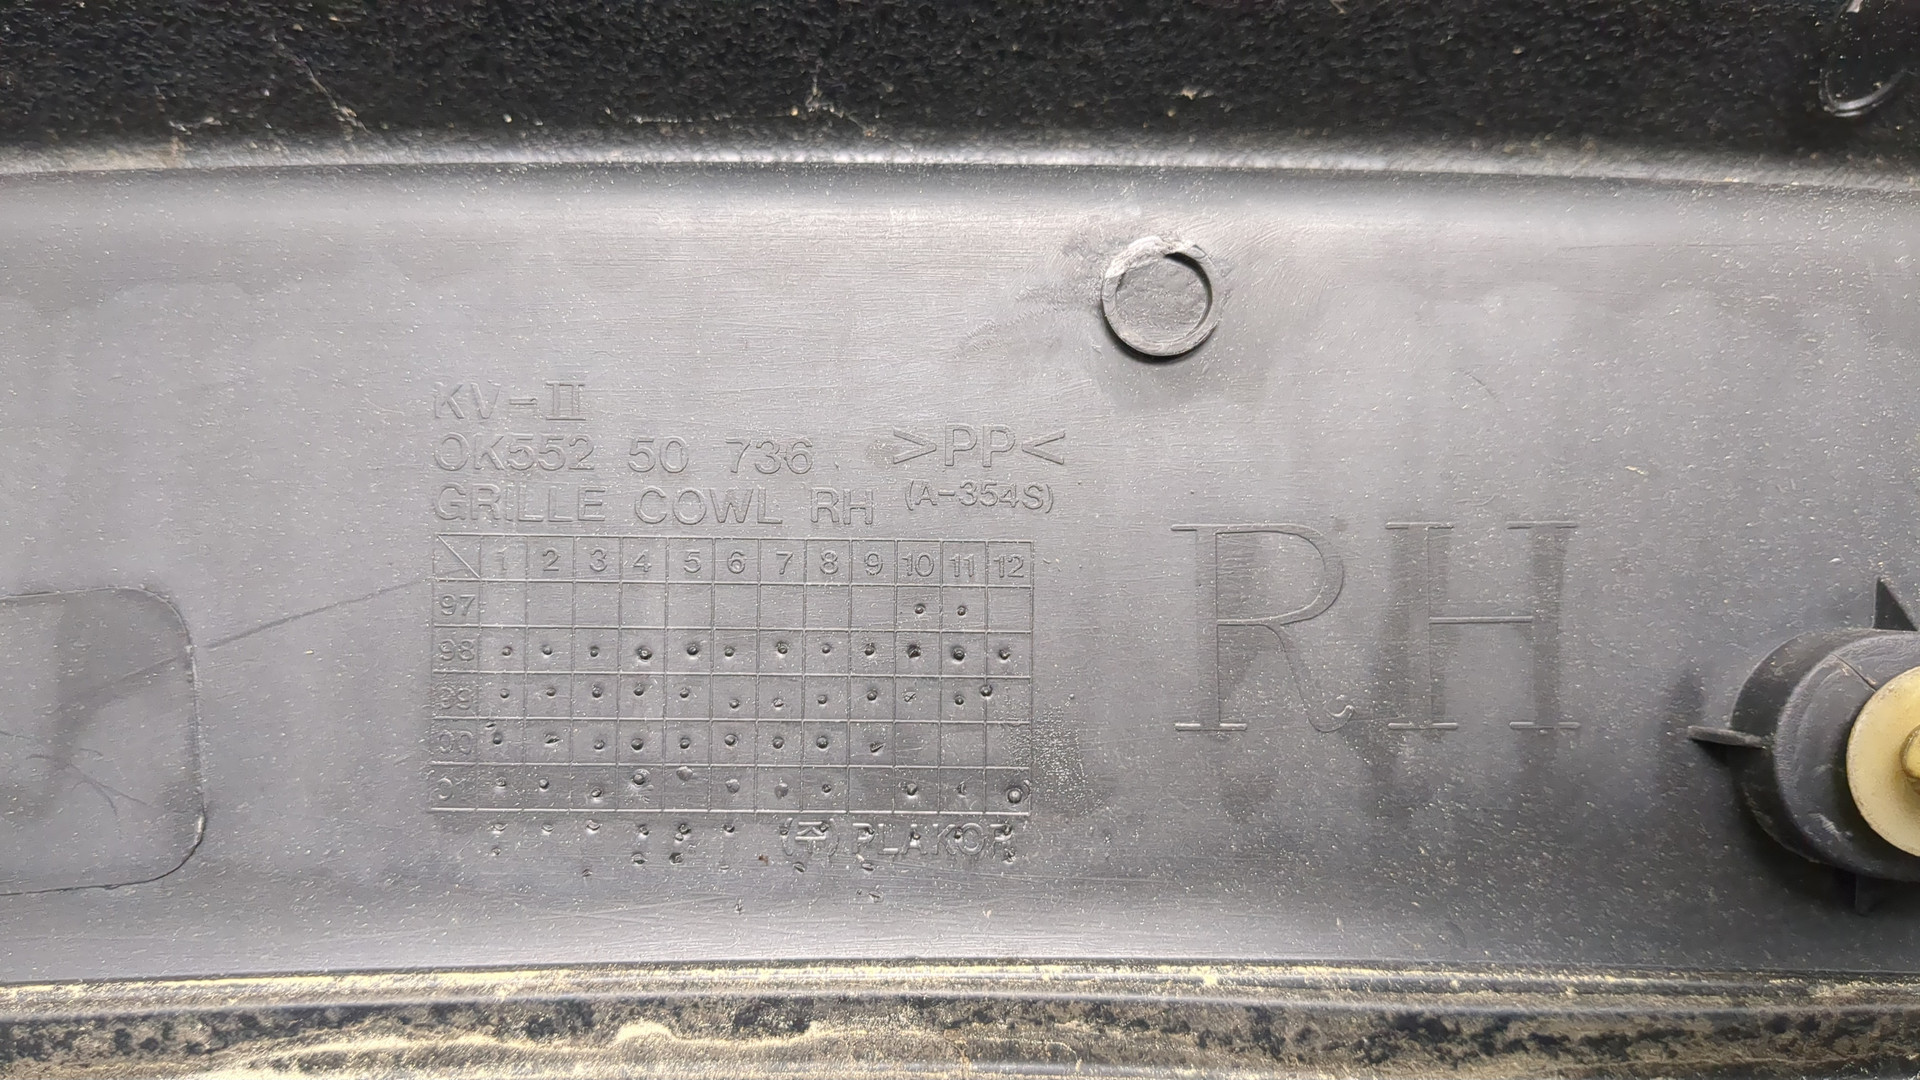 KV-II
OK552 50 736 >PP<
GRILLE COWL RH (A-354S)
RH
1 2 3 4 5 6 7 8 9 10 11 12
97
98
99
00
01
(주) PLAKOR